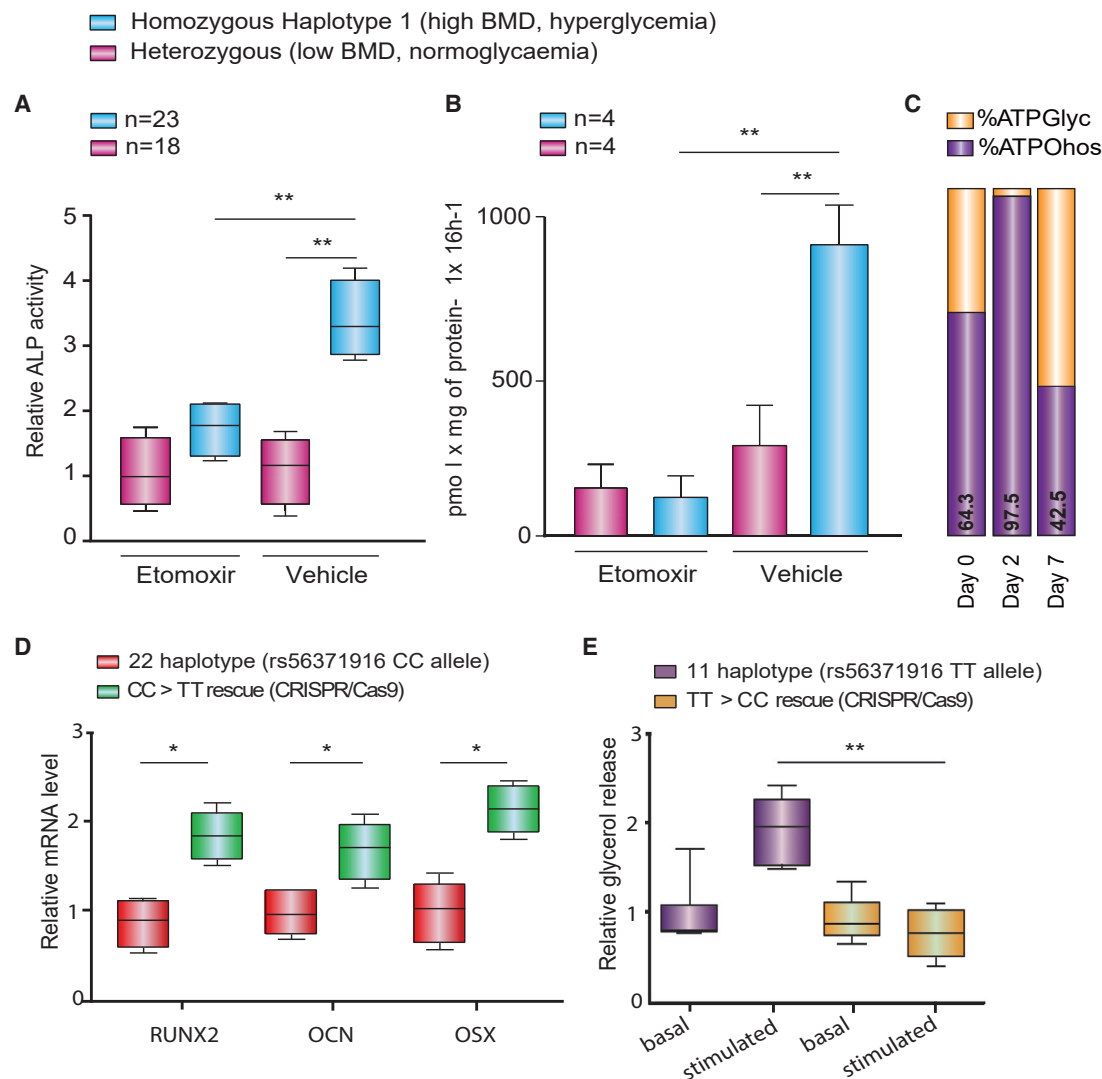 Homozygous Haplotype 1 (high BMD, hyperglycemia)
Heterozygous (low BMD, normoglycaemia)
A
n=23
n=18
**
**
Relative ALP activity
5
4
3
2
1
0
Etomoxir
Vehicle
B
n=4
n=4
**
**
pmo l x mg of protein- 1x 16h-1
1000
500
0
Etomoxir
Vehicle
C
%ATPGlyc
%ATPOhos
64.3
97.5
42.5
Day 0
Day 2
Day 7
D
22 haplotype (rs56371916 CC allele)
CC > TT rescue (CRISPR/Cas9)
Relative mRNA level
3
2
1
0
*
*
*
RUNX2
OCN
OSX
E
11 haplotype (rs56371916 TT allele)
TT > CC rescue (CRISPR/Cas9)
Relative glycerol release
3
2
1
0
**
basal
stimulated
basal
stimulated